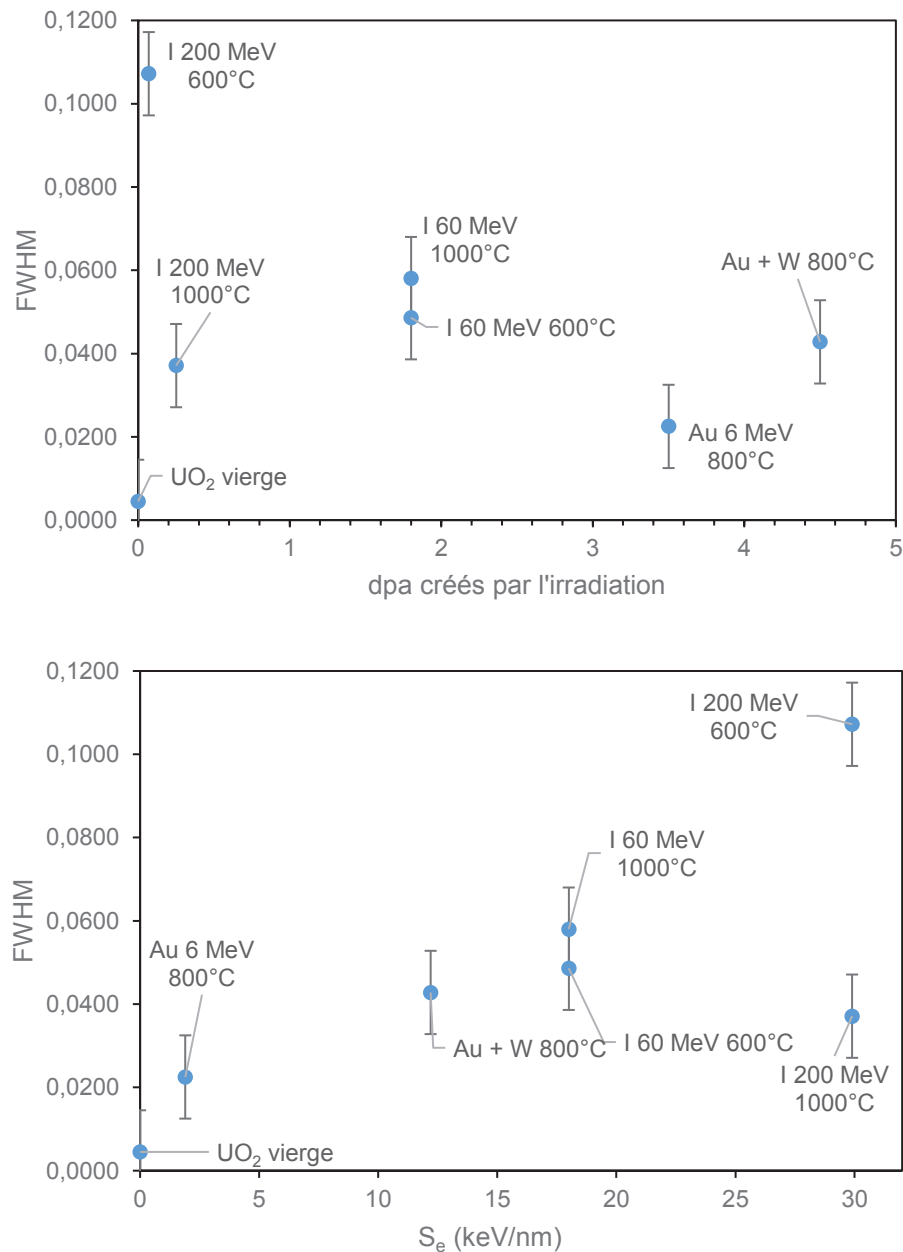 0,1200
0,1000
0,0800
0,0600
0,0400
0,0200
0,0000
FWHM
I 200 MeV
600°C
I 200 MeV
1000°C
I 60 MeV
1000°C
I 60 MeV 600°C
Au + W 800°C
Au 6 MeV
800°C
UO₂ vierge
0 1 2 3 4 5
dpa créés par l'irradiation
0,1200
0,1000
0,0800
0,0600
0,0400
0,0200
0,0000
FWHM
I 200 MeV
600°C
I 60 MeV
1000°C
Au 6 MeV
800°C
Au + W 800°C
I 60 MeV 600°C
I 200 MeV
1000°C
UO₂ vierge
0 5 10 15 20 25 30
Sₑ (keV/nm)